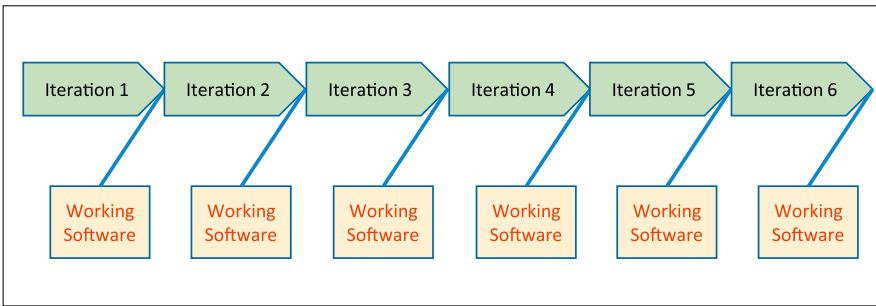 Iteration 1
Iteration 2
Iteration 3
Iteration 4
Iteration 5
Iteration 6
Working
Software
Working
Software
Working
Software
Working
Software
Working
Software
Working
Software